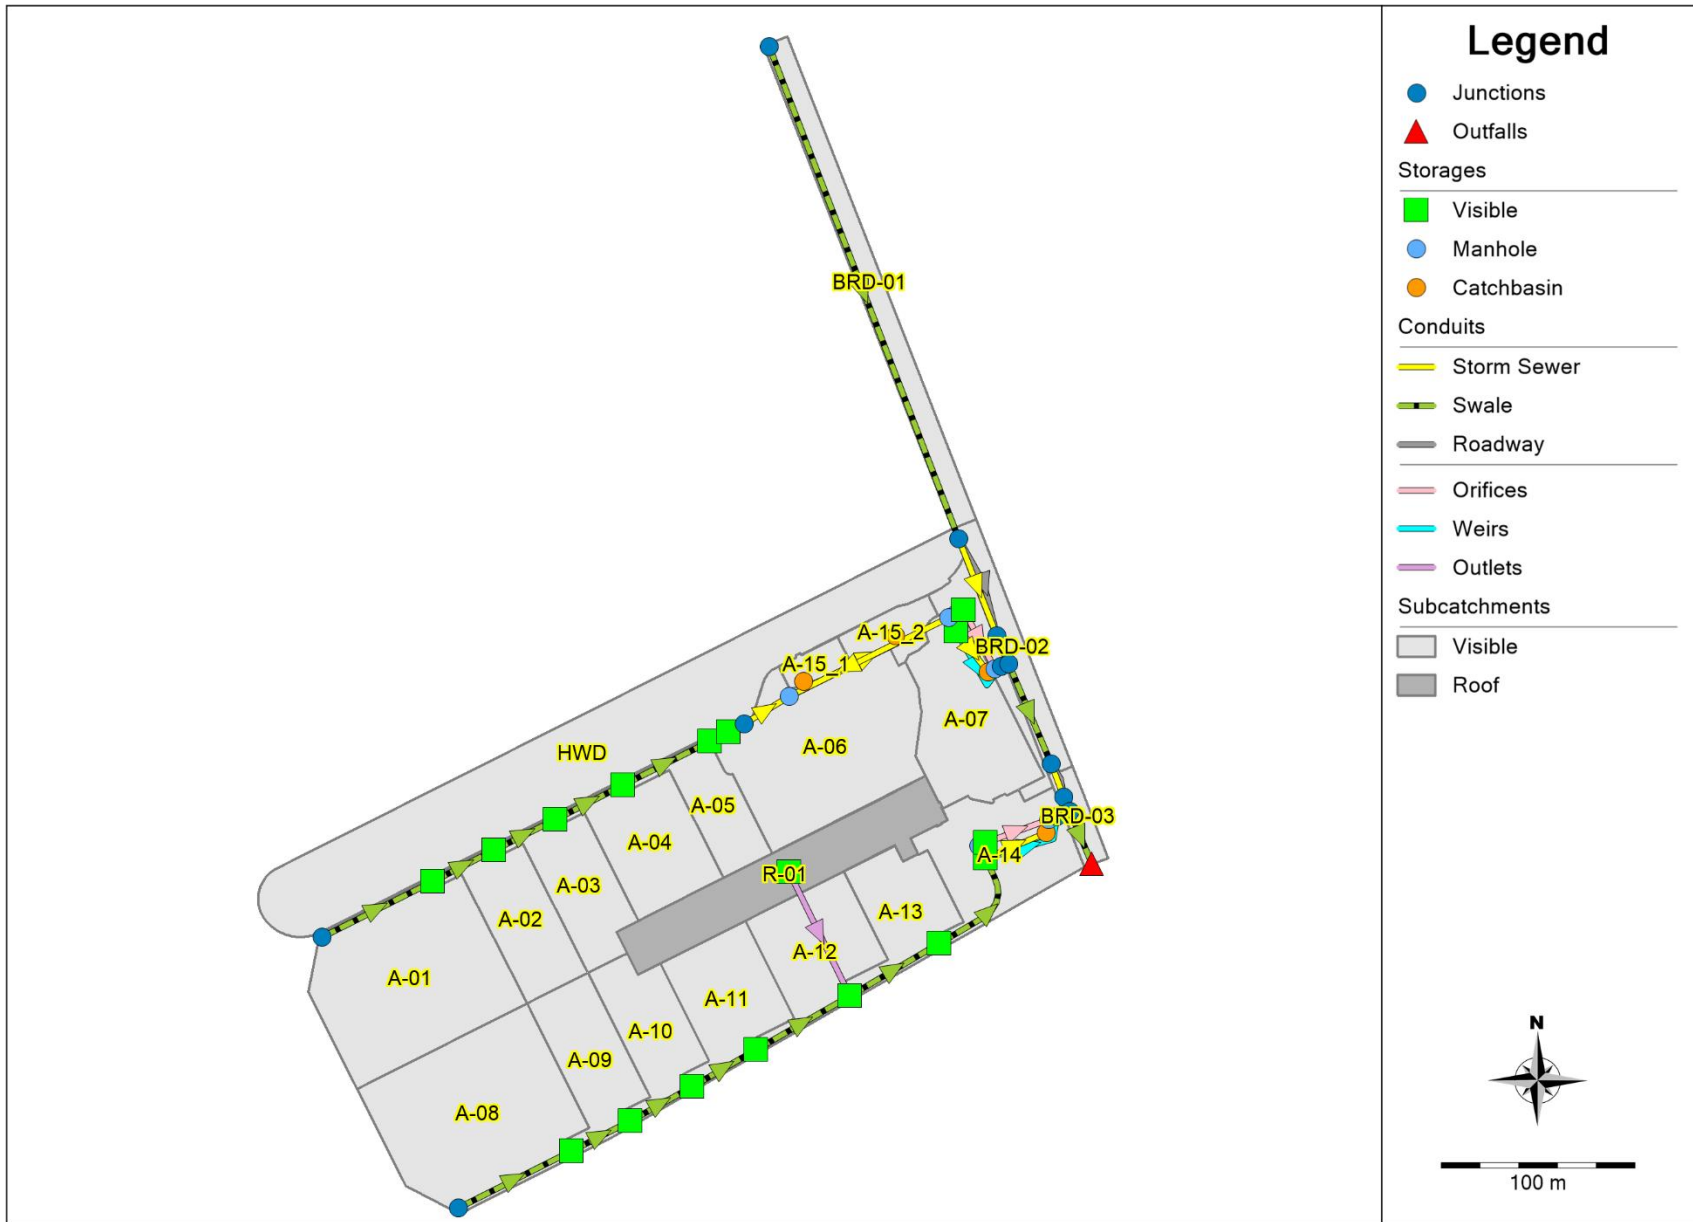 Legend
Junctions
Outfalls
Storages
Visible
Manhole
Catchbasin
Conduits
Storm Sewer
Swale
Roadway
Orifices
Weirs
Outlets
Subcatchments
Visible
Roof
N
100 m
BRD-01
A-15_2
BRD-02
A-15_1
A-07
A-06
HWD
A-05
BRD-03
A-04
A-14
R-01
A-03
A-13
A-02
A-12
A-01
A-11
A-10
A-09
A-08